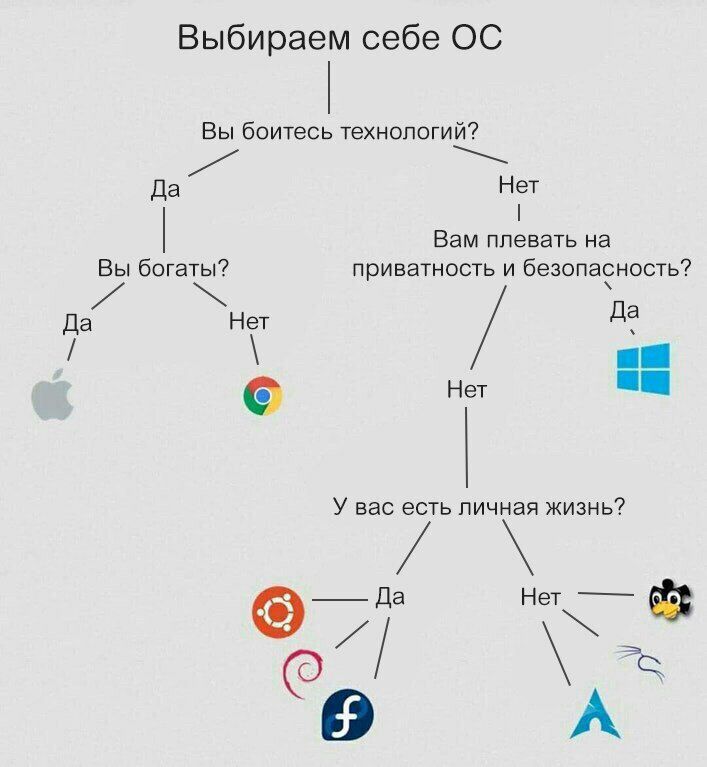 Выбираем себе ОС
Вы боитесь технологий?
Да
Нет
Вы богаты?
Вам плевать на
приватность и безопасность?
Да
Нет
Да
Нет
У вас есть личная жизнь?
Да
Нет